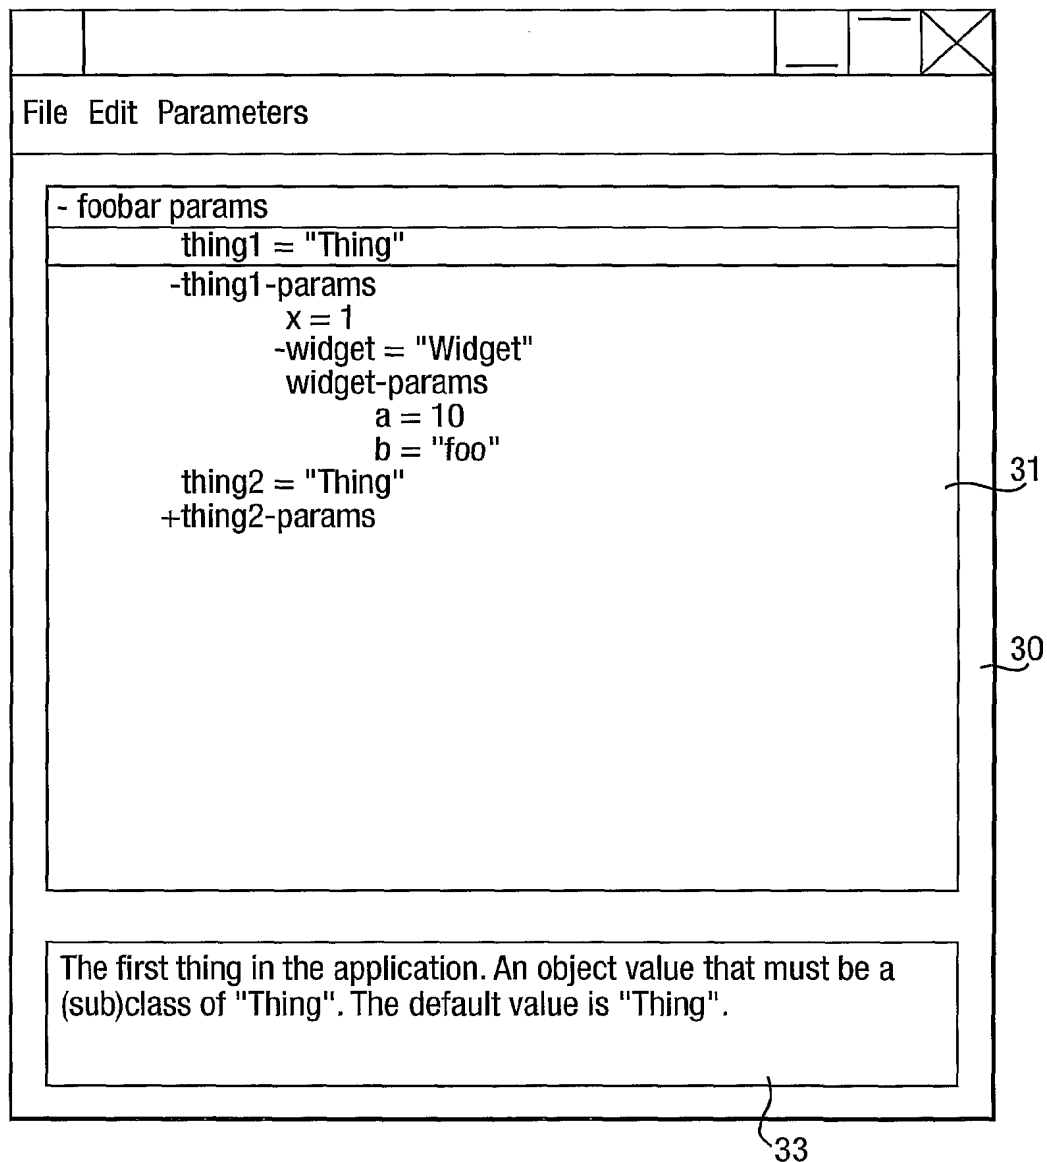 File Edit Parameters
- foobar params
thing1 = "Thing"
-thing1-params
x = 1
-widget = "Widget"
widget-params
a = 10
b = "foo"
thing2 = "Thing"
+thing2-params
31
30
The first thing in the application. An object value that must be a
(sub)class of "Thing". The default value is "Thing".
33